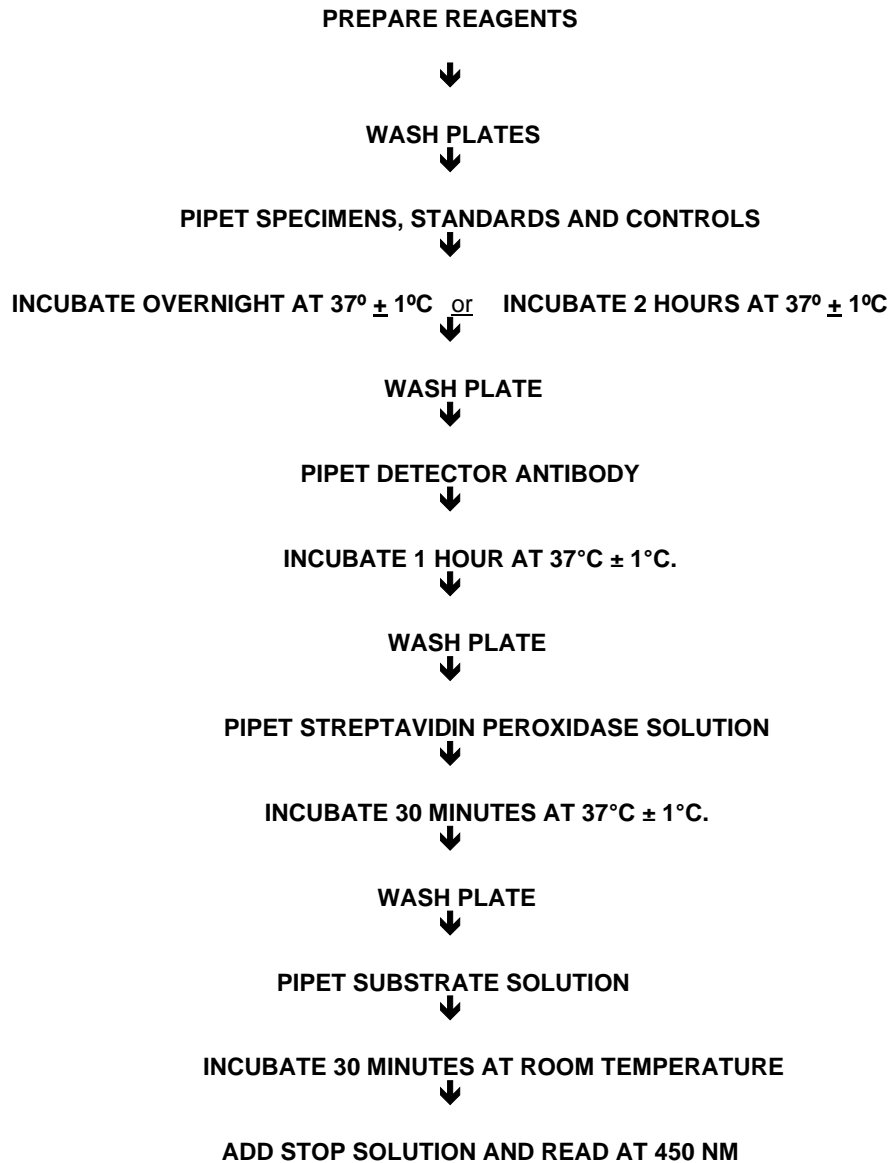 PREPARE REAGENTS
WASH PLATES
PIPET SPECIMENS, STANDARDS AND CONTROLS
INCUBATE OVERNIGHT AT 37º ± 1ºC or INCUBATE 2 HOURS AT 37º ± 1ºC
WASH PLATE
PIPET DETECTOR ANTIBODY
INCUBATE 1 HOUR AT 37°C ± 1°C.
WASH PLATE
PIPET STREPTAVIDIN PEROXIDASE SOLUTION
INCUBATE 30 MINUTES AT 37°C ± 1°C.
WASH PLATE
PIPET SUBSTRATE SOLUTION
INCUBATE 30 MINUTES AT ROOM TEMPERATURE
ADD STOP SOLUTION AND READ AT 450 NM